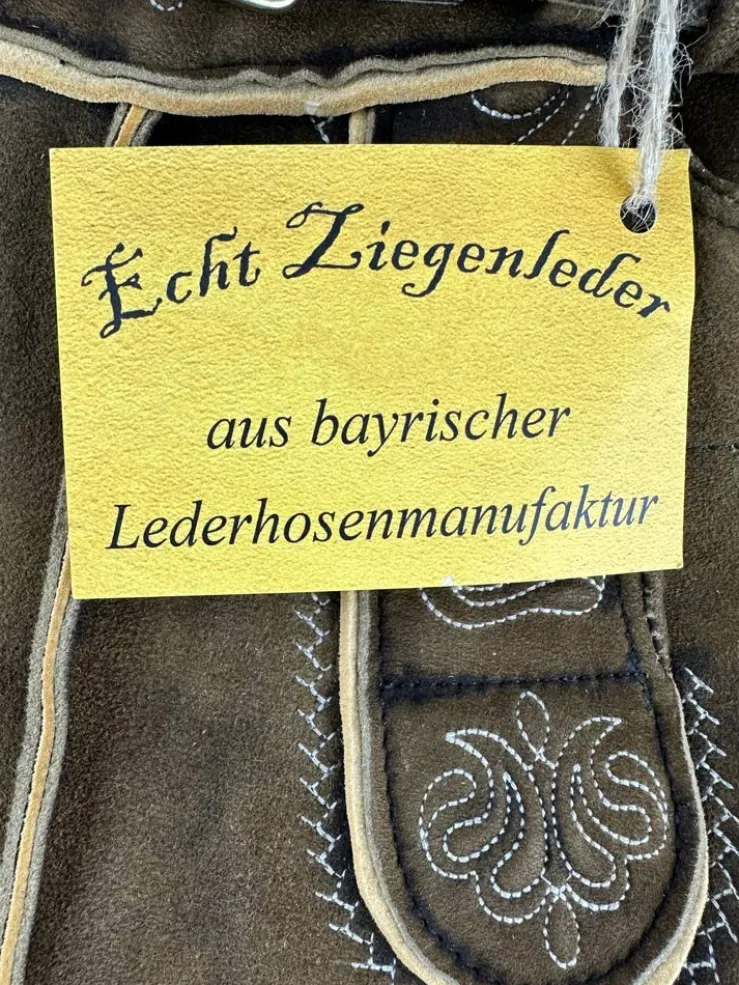 Echt Ziegenleder
aus bayrischer
Lederhosenmanufaktur